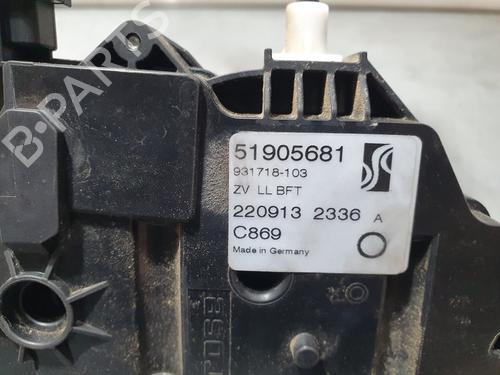 B-PARTS
51905681
931718-103
ZV LL BFT
220913 2336 A
C869
Made in Germany